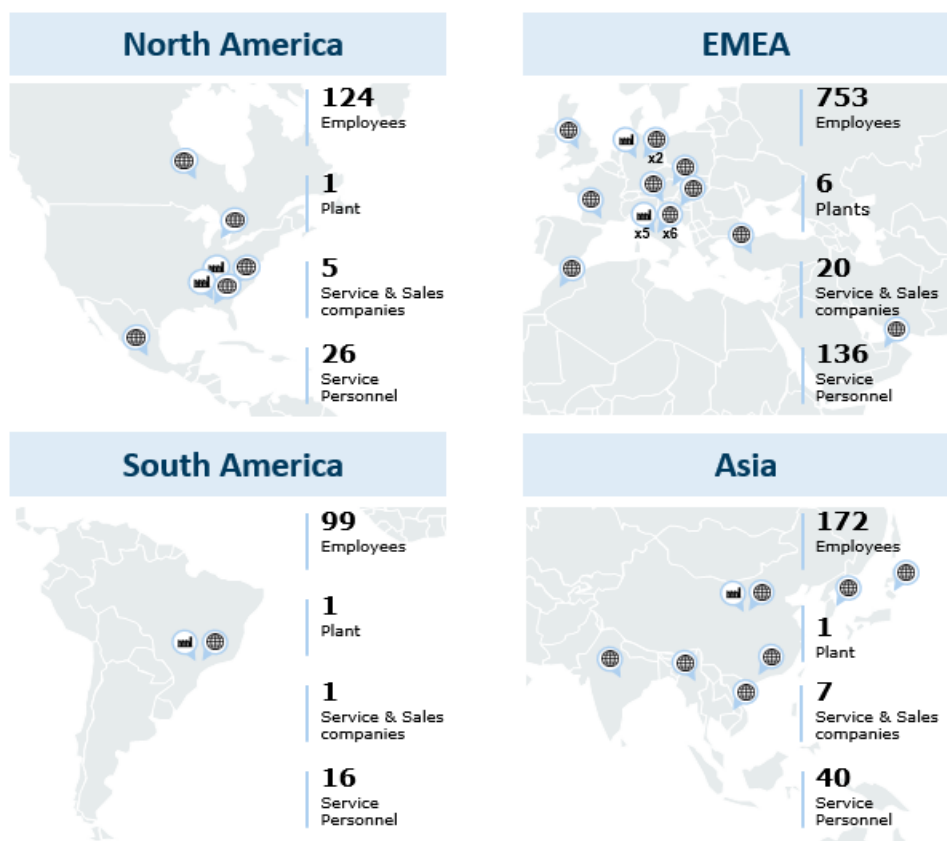 North America
124
Employees
1
Plant
5
Service & Sales
companies
26
Service
Personnel
EMEA
x2
x5
x6
753
Employees
6
Plants
20
Service & Sales
companies
136
Service
Personnel
South America
99
Employees
1
Plant
1
Service & Sales
companies
16
Service
Personnel
Asia
172
Employees
1
Plant
7
Service & Sales
companies
40
Service
Personnel